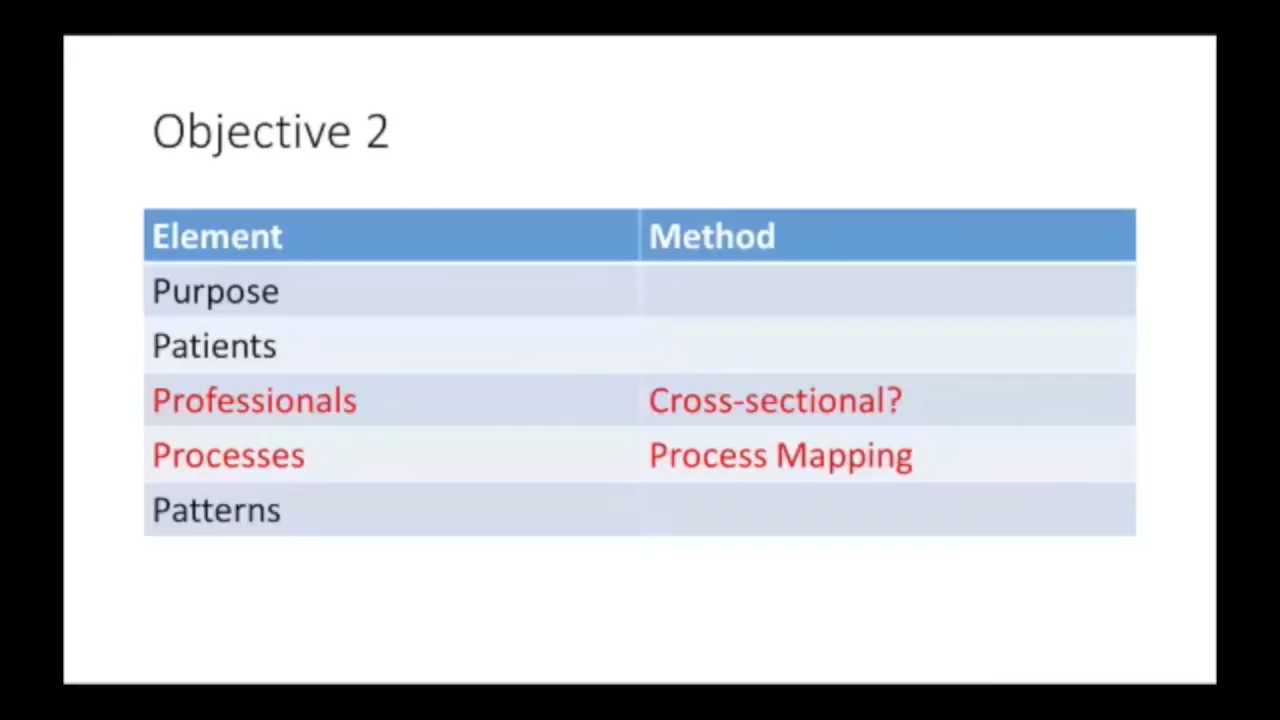 Objective 2
Element Method
Purpose
Patients
Professionals Cross-sectional?
Processes Process Mapping
Patterns